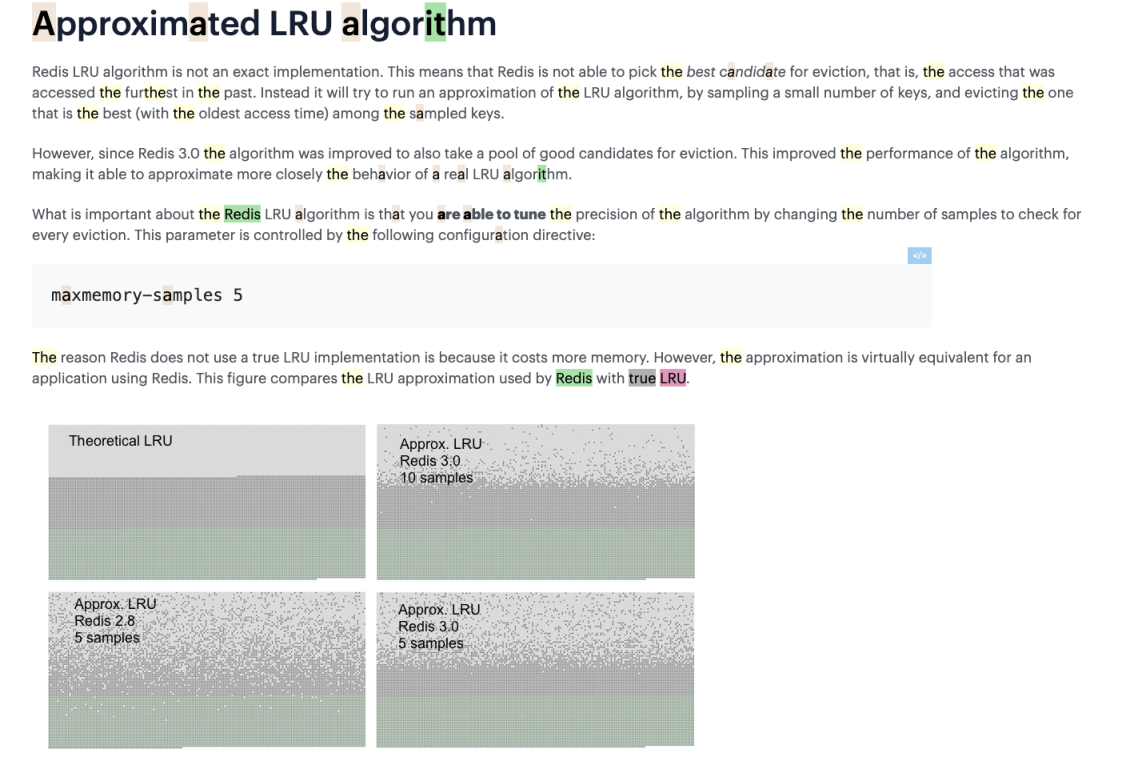 Approximated LRU algorithm
Redis LRU algorithm is not an exact implementation. This means that Redis is not able to pick the best candidate for eviction, that is, the access that was
accessed the furthest in the past. Instead it will try to run an approximation of the LRU algorithm, by sampling a small number of keys, and evicting the one
that is the best (with the oldest access time) among the sampled keys.
However, since Redis 3.0 the algorithm was improved to also take a pool of good candidates for eviction. This improved the performance of the algorithm,
making it able to approximate more closely the behavior of a real LRU algorithm.
What is important about the Redis LRU algorithm is that you are able to tune the precision of the algorithm by changing the number of samples to check for
every eviction. This parameter is controlled by the following configuration directive:
</>
maxmemory-samples 5
The reason Redis does not use a true LRU implementation is because it costs more memory. However, the approximation is virtually equivalent for an
application using Redis. This figure compares the LRU approximation used by Redis with true LRU.
Theoretical LRU
Approx. LRU
Redis 3.0
10 samples
Approx. LRU
Redis 2.8
5 samples
Approx. LRU
Redis 3.0
5 samples